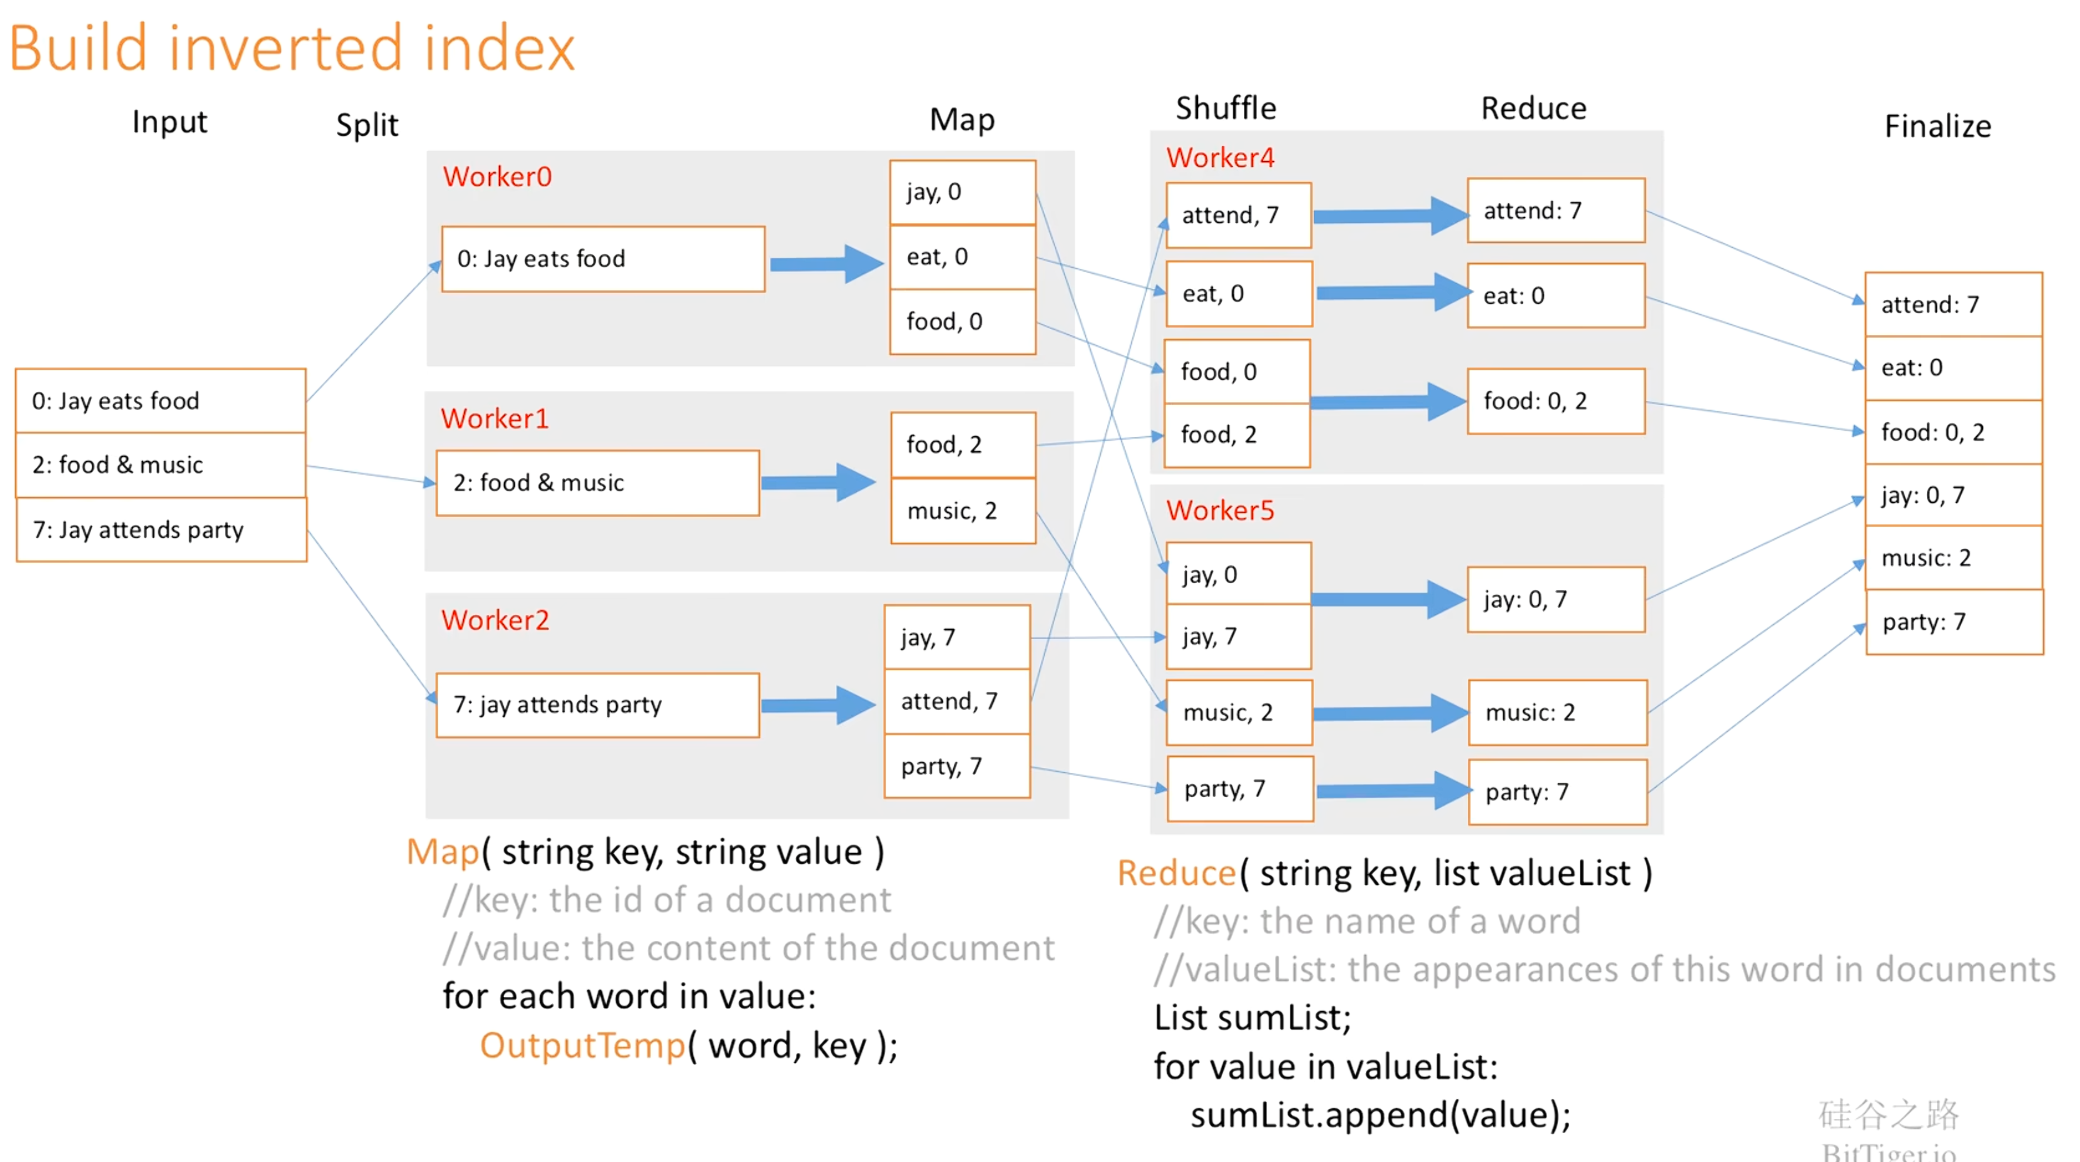 Build inverted index
Input
Split
Map
Shuffle
Reduce
Finalize
0: Jay eats food
2: food & music
7: Jay attends party
Worker0
0: Jay eats food
jay, 0
eat, 0
food, 0
Worker1
2: food & music
food, 2
music, 2
Worker2
7: jay attends party
jay, 7
attend, 7
party, 7
Worker4
attend, 7
eat, 0
food, 0
food, 2
attend: 7
eat: 0
food: 0, 2
Worker5
jay, 0
jay, 7
music, 2
party, 7
jay: 0, 7
music: 2
party: 7
attend: 7
eat: 0
food: 0, 2
jay: 0, 7
music: 2
party: 7
Map( string key, string value )
//key: the id of a document
//value: the content of the document
for each word in value:
OutputTemp( word, key );
Reduce( string key, list valueList )
//key: the name of a word
//valueList: the appearances of this word in documents
List sumList;
for value in valueList:
sumList.append(value);
硅谷之路
BitTiger.io